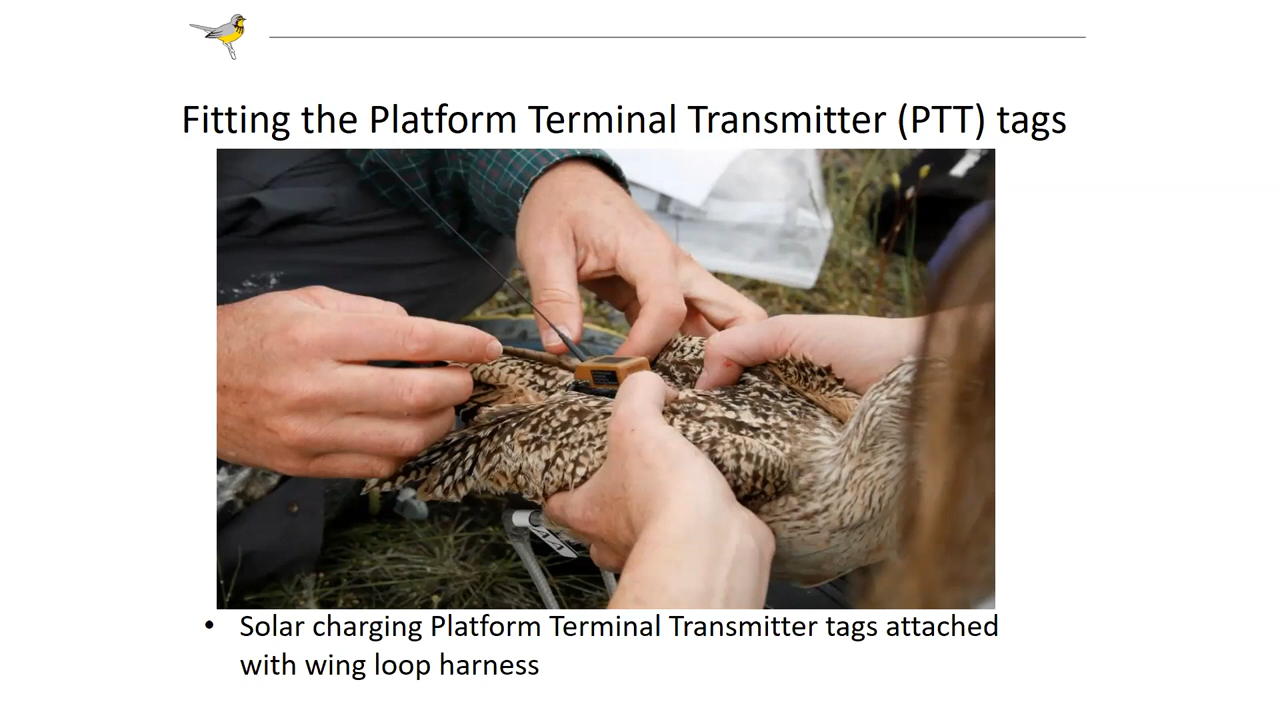 Fitting the Platform Terminal Transmitter (PTT) tags
• Solar charging Platform Terminal Transmitter tags attached
with wing loop harness